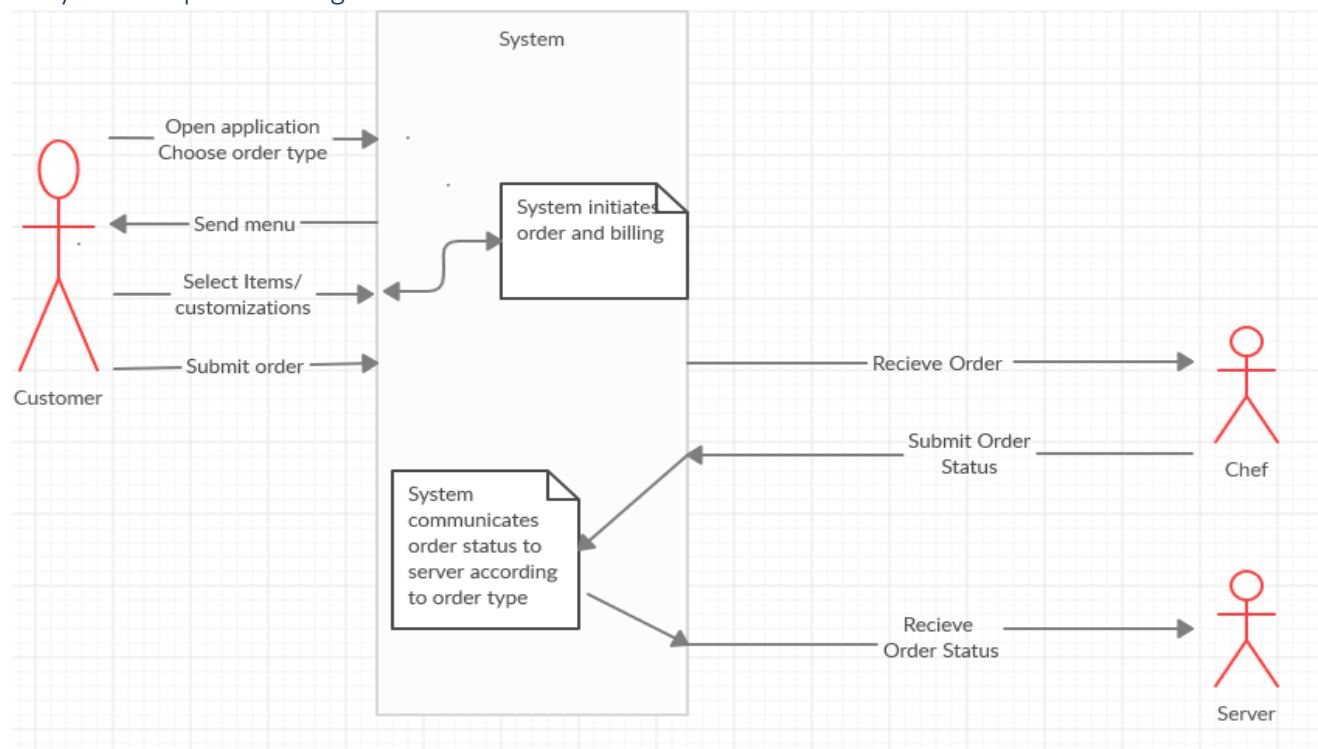 System
Open application
Choose order type
Send menu
System initiates
order and billing
Select Items/
customizations
Submit order
Customer
Recieve Order
Submit Order
Status
Chef
System
communicates
order status to
server according
to order type
Recieve
Order Status
Server